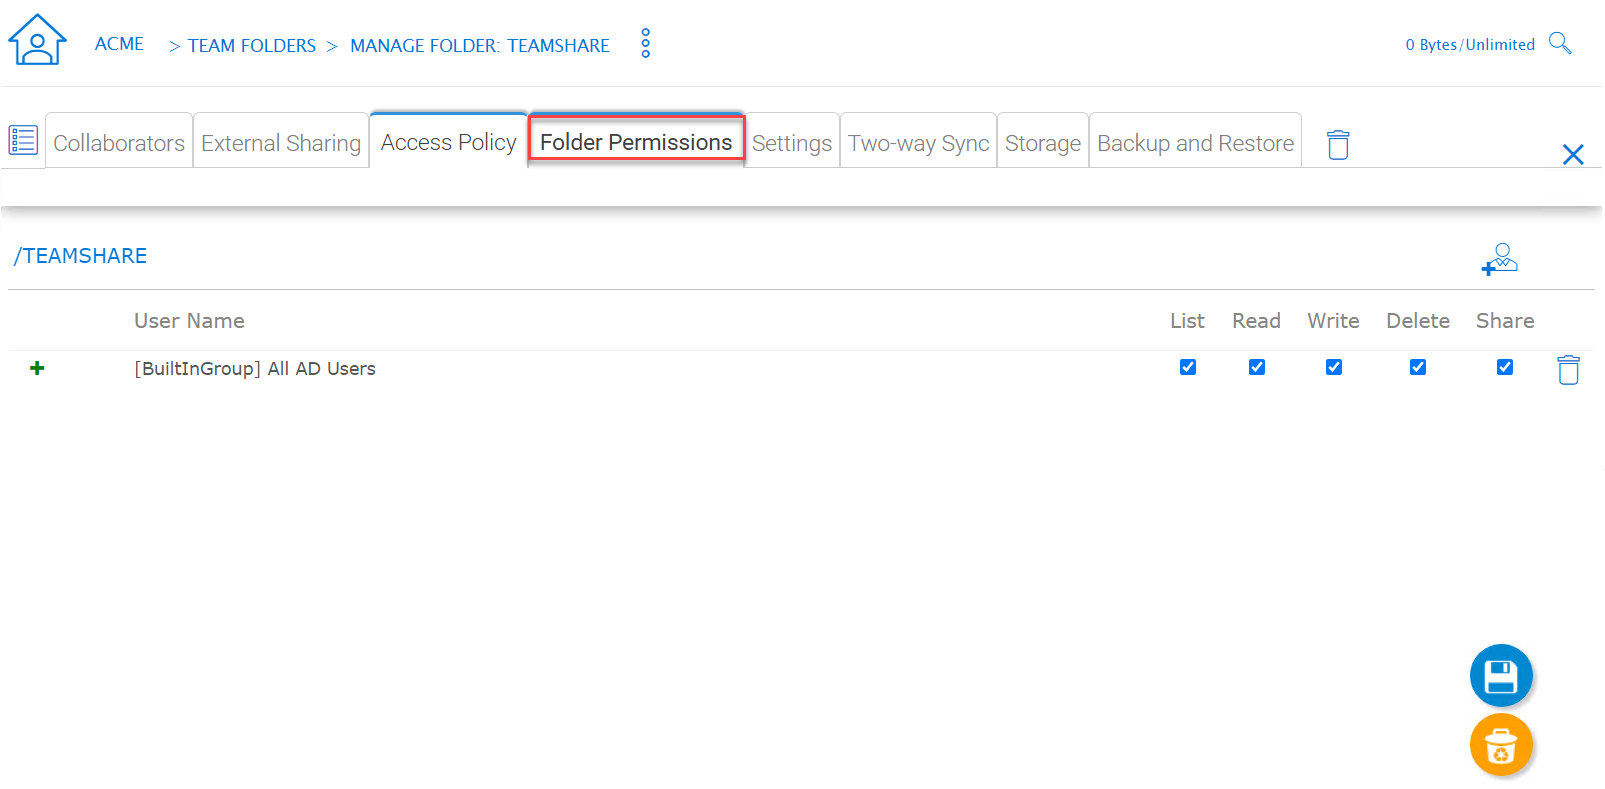 ACME > TEAM FOLDERS > MANAGE FOLDER: TEAMSHARE 0 Bytes/Unlimited
Collaborators External Sharing Access Policy Folder Permissions Settings Two-way Sync Storage Backup and Restore
/TEAMSHARE
User Name List Read Write Delete Share
[BuiltInGroup] All AD Users